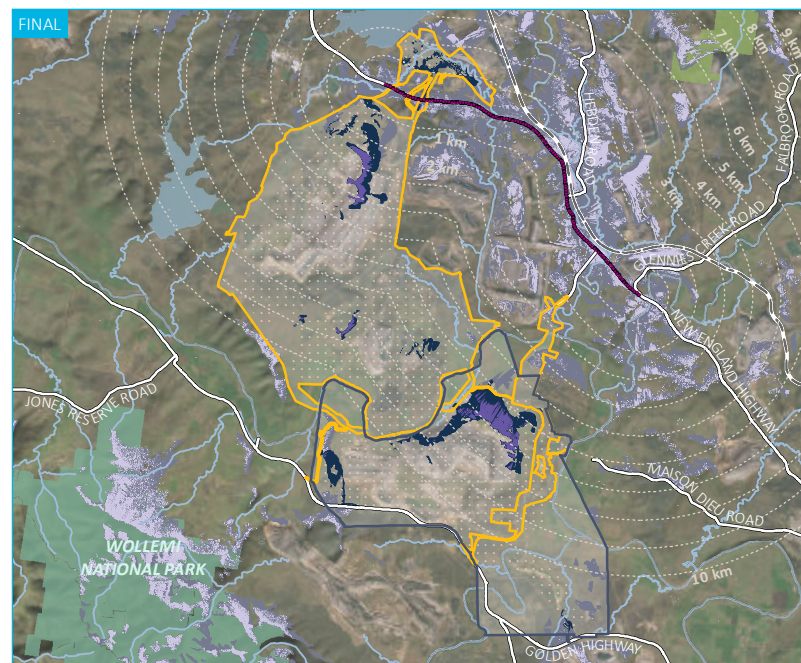 FINAL
7 km
8 km
9 km
6 km
5 km
4 km
3 km
1 km
km
HEBDEN ROAD
FALBROOK ROAD
GLENNIES CREEK ROAD
NEW ENGLAND HIGHWAY
JONES RESERVE ROAD
MAISON DIEU ROAD
WOLLEMI
NATIONAL PARK
10 km
GOLDEN HIGHWAY